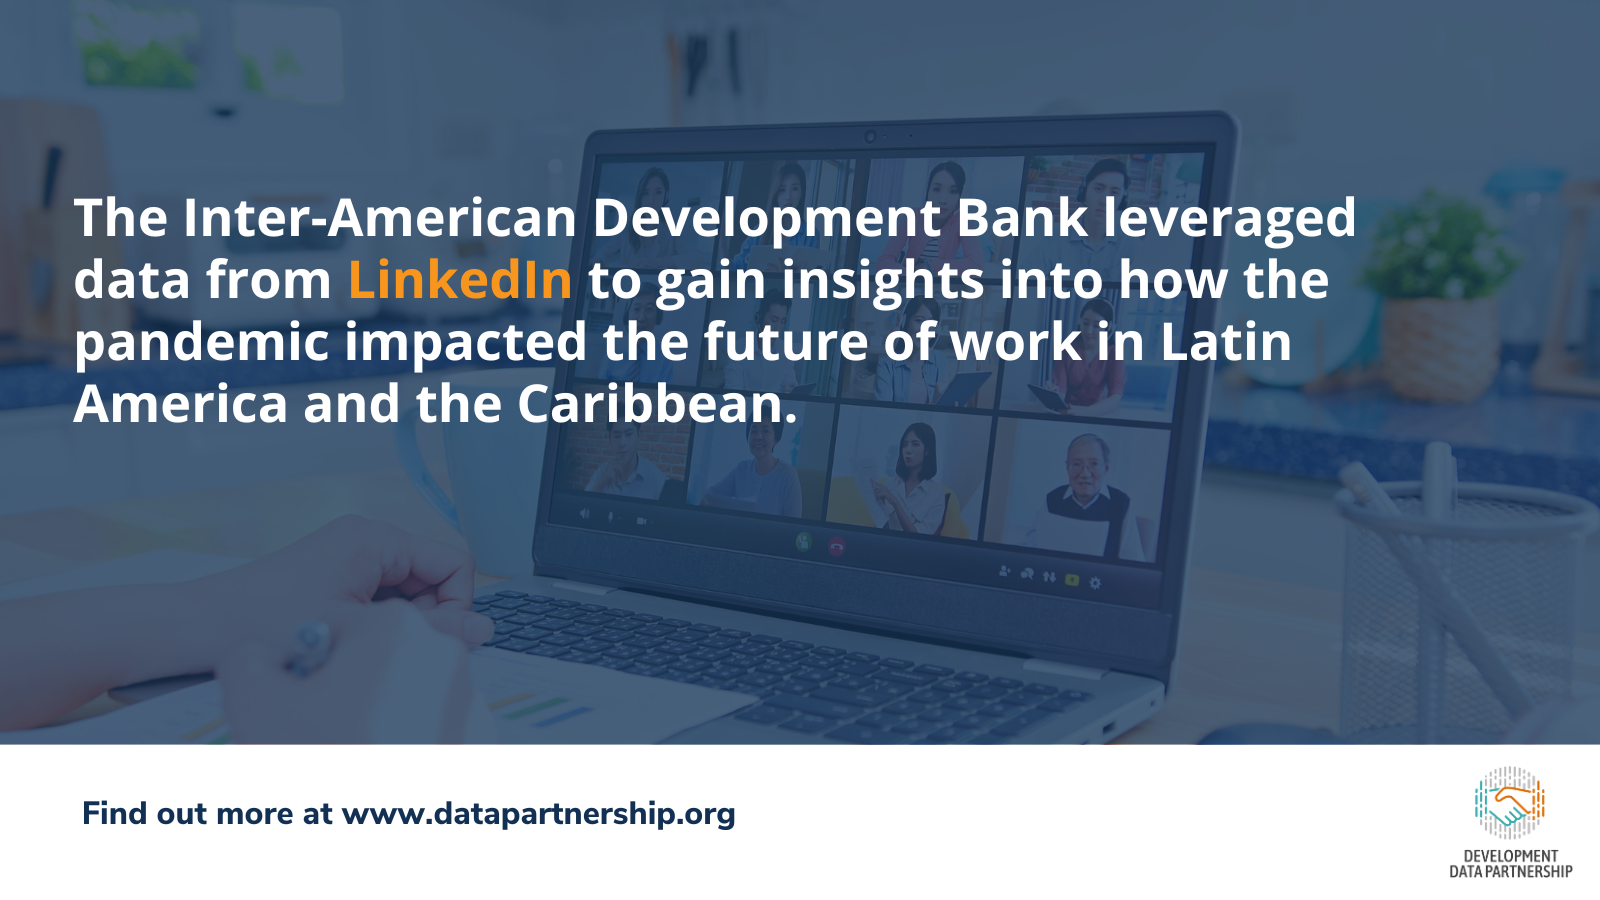 The Inter-American Development Bank leveraged
data from LinkedIn to gain insights into how the
pandemic impacted the future of work in Latin
America and the Caribbean.
Find out more at www.datapartnership.org
DEVELOPMENT
DATA PARTNERSHIP